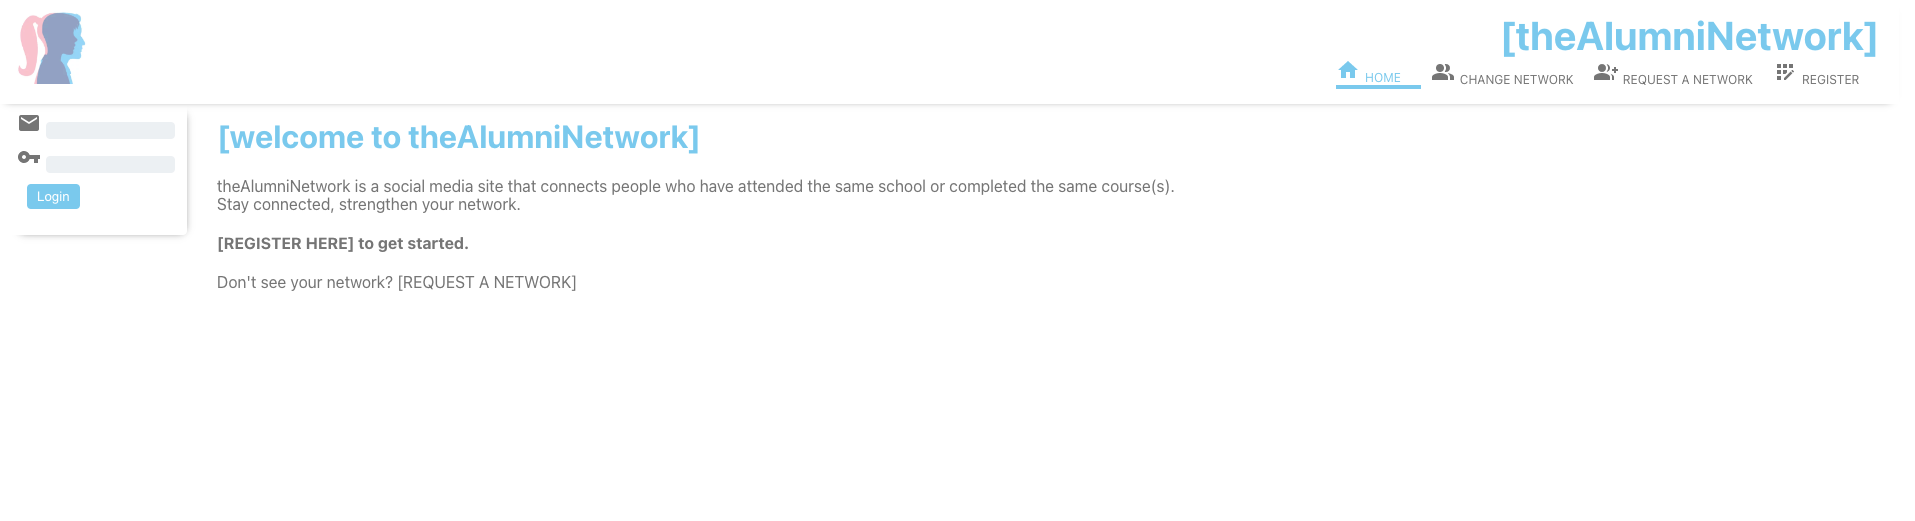 [theAlumniNetwork]
HOME CHANGE NETWORK REQUEST A NETWORK REGISTER
Login
[welcome to theAlumniNetwork]
theAlumniNetwork is a social media site that connects people who have attended the same school or completed the same course(s).
Stay connected, strengthen your network.
[REGISTER HERE] to get started.
Don't see your network? [REQUEST A NETWORK]